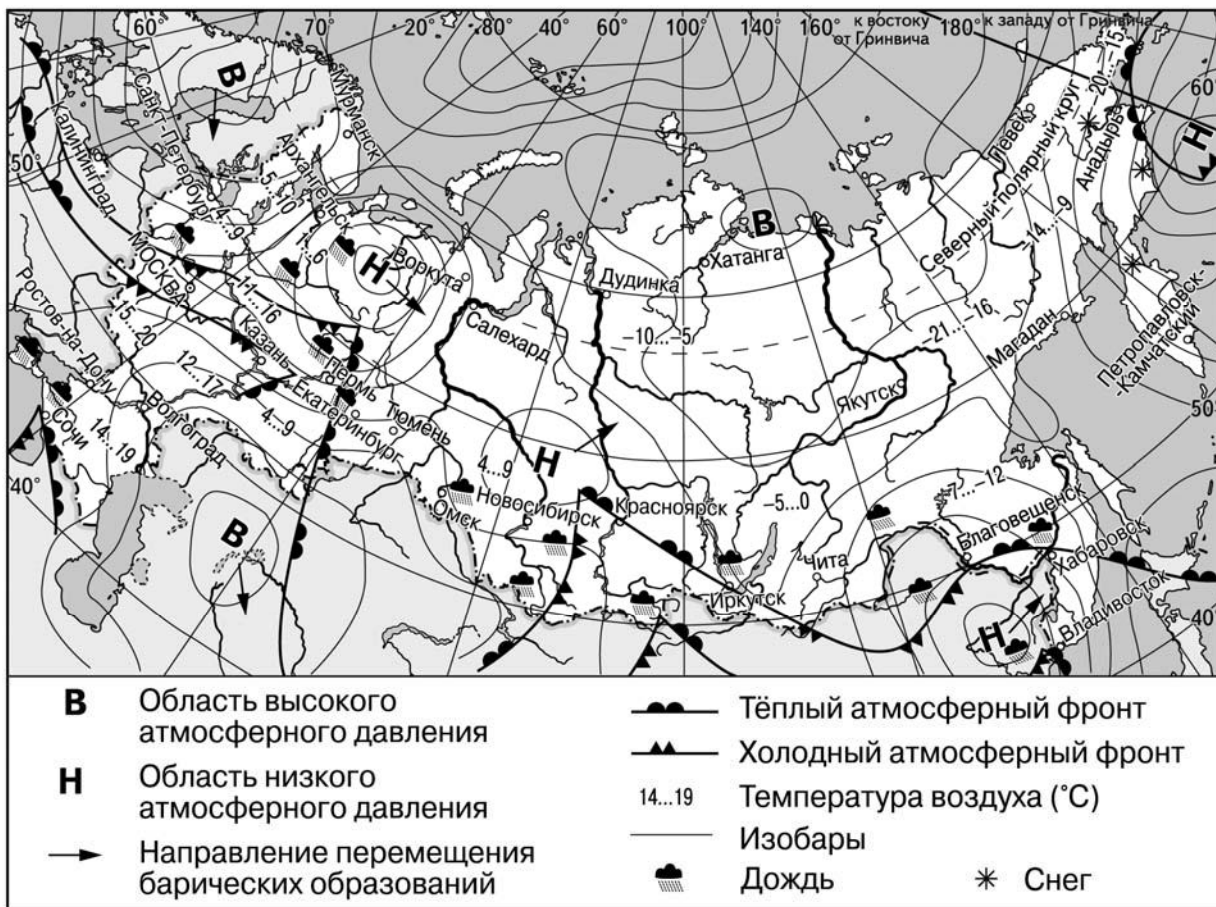 60° 70° 20° 80° 40° 60° 100° 140° 160° 180°
к востоку
от Гринвича
к западу от Гринвича
60°
50°
50°
40°
40°
В
Мурманск
Санкт-Петербург
Калининград
Архангельск
5...10
4...9
1...6
Н
Воркута
МОСКВА
11...16
15...20
Ростов-на-Дону
Казань
Пермь
Сочи
14...19
Волгоград
12...17
Екатеринбург
Тюмень
4...9
В
Салехард
Дудинка
Хатанга
В
-10...-5
Н
4...9
Омск
Новосибирск
Красноярск
Иркутск
-5...0
Чита
Якутск
-21...-16
Магадан
Северный полярный круг
Певек
-20...-15
Анадырь
Н
-14...-9
Петропавловск-
-Камчатский
7...-12
Благовещенск
Хабаровск
Владивосток
Н
В Область высокого
атмосферного давления
Н Область низкого
атмосферного давления
Направление перемещения
барических образований
Тёплый атмосферный фронт
Холодный атмосферный фронт
14...19 Температура воздуха (°С)
Изобары
Дождь
Снег